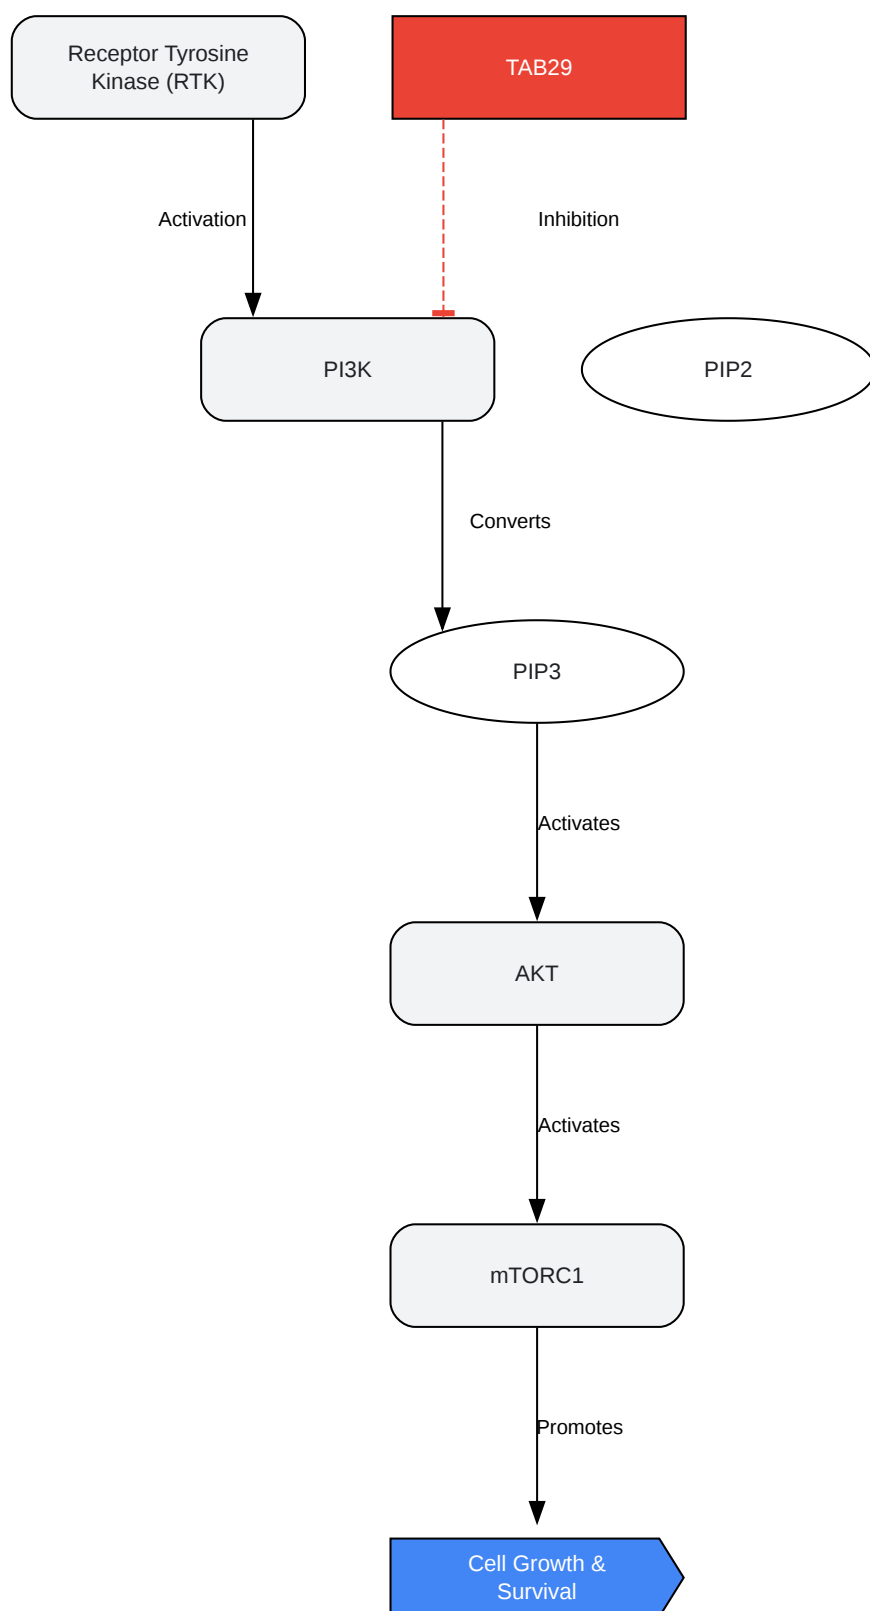 Receptor Tyrosine
Kinase (RTK)
TAB29
Activation
Inhibition
PI3K
PIP2
Converts
PIP3
Activates
AKT
Activates
mTORC1
Promotes
Cell Growth &
Survival